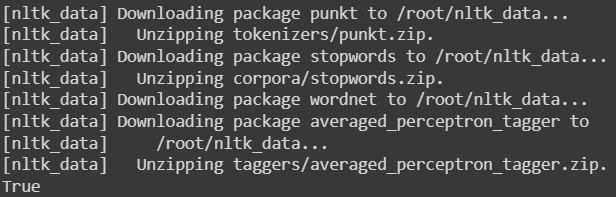 [nltk_data] Downloading package punkt to /root/nltk_data...
[nltk_data]   Unzipping tokenizers/punkt.zip.
[nltk_data] Downloading package stopwords to /root/nltk_data...
[nltk_data]   Unzipping corpora/stopwords.zip.
[nltk_data] Downloading package wordnet to /root/nltk_data...
[nltk_data] Downloading package averaged_perceptron_tagger to
[nltk_data]     /root/nltk_data...
[nltk_data]   Unzipping taggers/averaged_perceptron_tagger.zip.
True